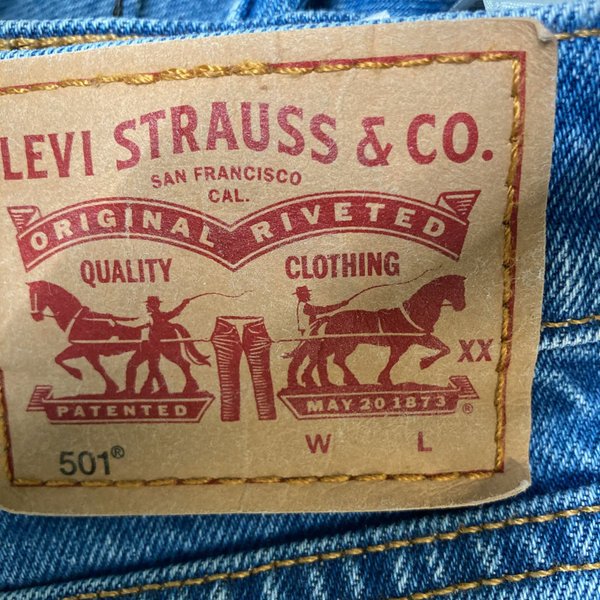 LEVI STRAUSS & CO.
SAN FRANCISCO
CAL.
ORIGINAL RIVETED
QUALITY CLOTHING
XX
PATENTED MAY 20 1873 ®
W L
501®